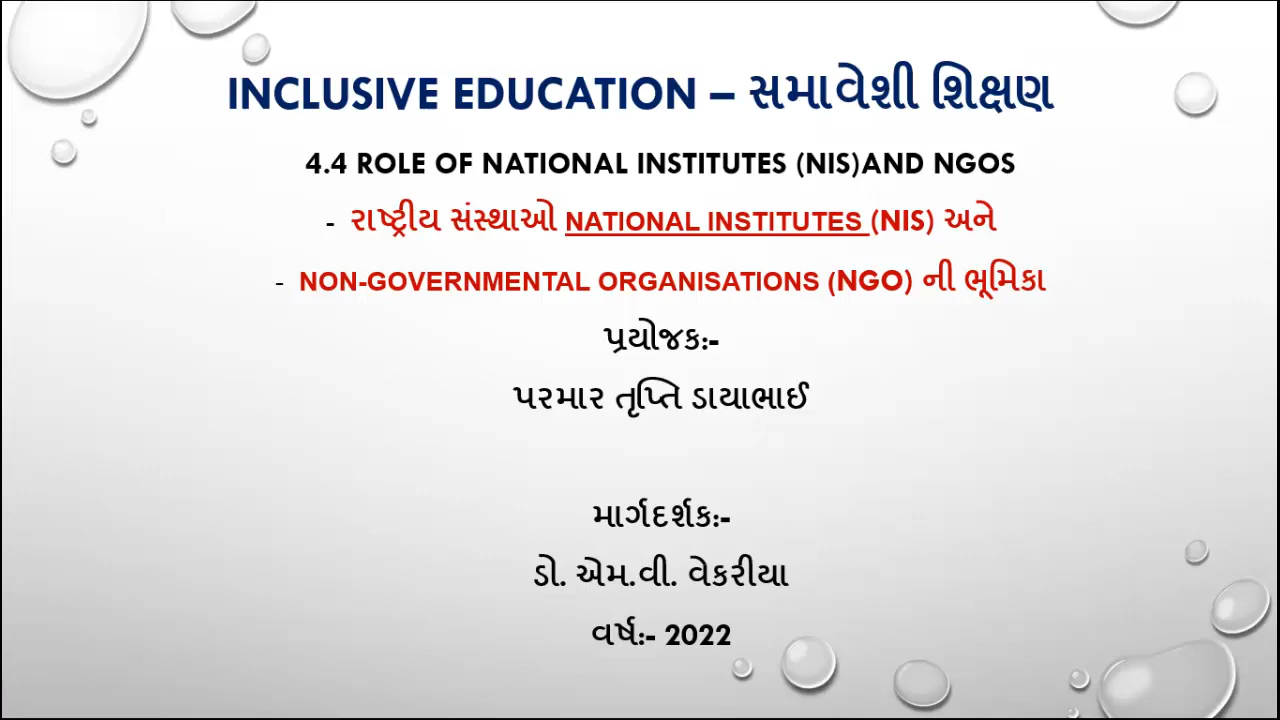 INCLUSIVE EDUCATION – સમાવેશી શિક્ષણ
4.4 ROLE OF NATIONAL INSTITUTES (NIS)AND NGOS
- રાષ્ટ્રીય સંસ્થાઓ NATIONAL INSTITUTES (NIS) અને
- NON-GOVERNMENTAL ORGANISATIONS (NGO) ની ભૂમિકા
પ્રયોજક:-
પરમાર તૃપ્તિ ડાયાભાઈ
માર્ગદર્શક:-
ડો. એમ.વી. વેકરીયા
વર્ષ:- 2022